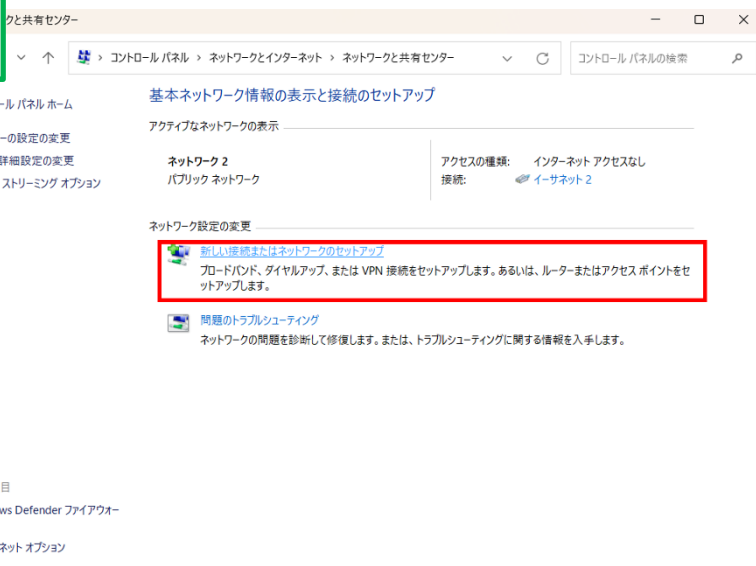 クと共有センター
コントロール パネル › ネットワークとインターネット › ネットワークと共有センター
コントロール パネルの検索
ール パネル ホーム
ーの設定の変更
詳細設定の変更
ストリーミング オプション
基本ネットワーク情報の表示と接続のセットアップ
アクティブなネットワークの表示
ネットワーク 2
パブリック ネットワーク
アクセスの種類: インターネット アクセスなし
接続: イーサネット 2
ネットワーク設定の変更
新しい接続またはネットワークのセットアップ
ブロードバンド、ダイヤルアップ、または VPN 接続をセットアップします。あるいは、ルーターまたはアクセス ポイントをセ
ットアップします。
問題のトラブルシューティング
ネットワークの問題を診断して修復します。または、トラブルシューティングに関する情報を入手します。
目
ws Defender ファイアウォー
ネット オプション